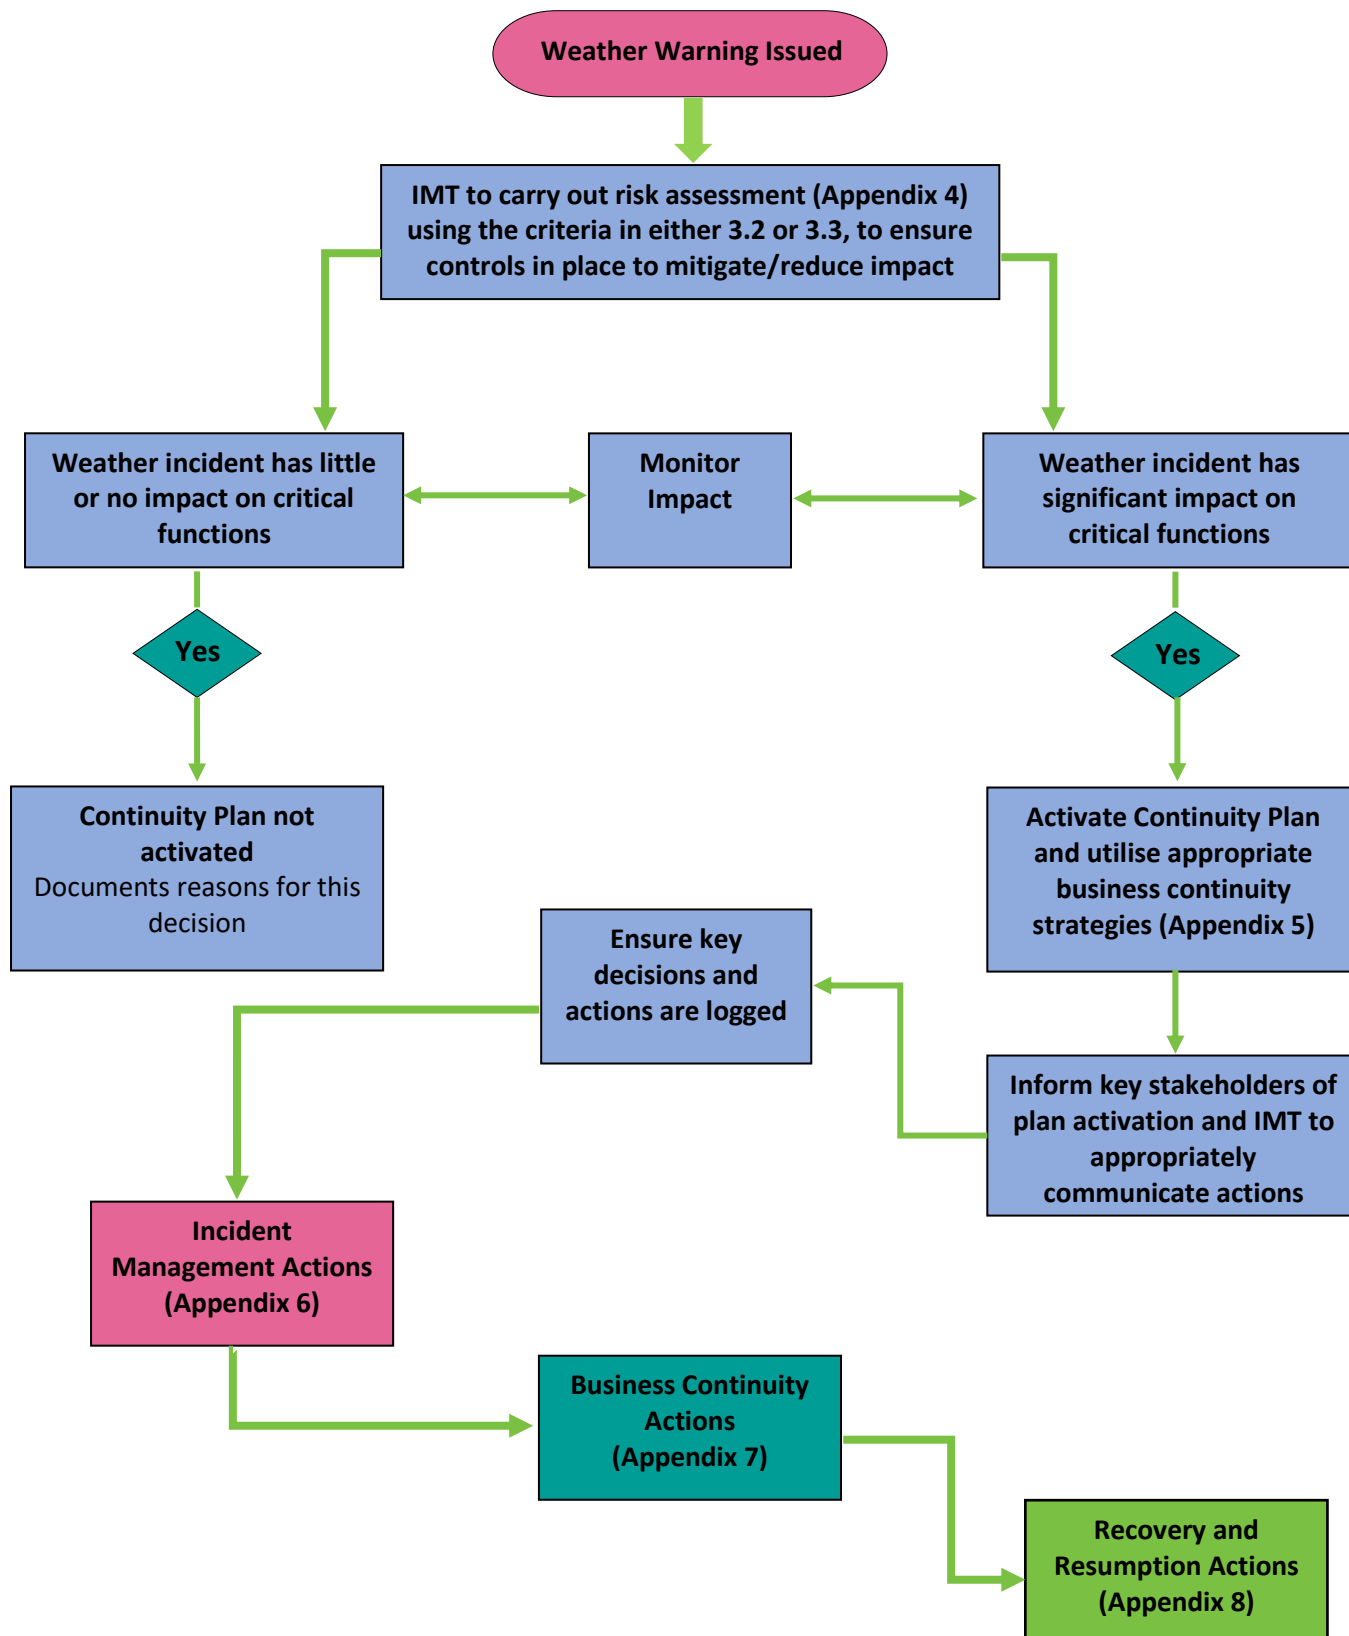 Weather Warning Issued
IMT to carry out risk assessment (Appendix 4)
using the criteria in either 3.2 or 3.3, to ensure
controls in place to mitigate/reduce impact
Weather incident has little
or no impact on critical
functions
Monitor
Impact
Weather incident has
significant impact on
critical functions
Yes
Yes
Continuity Plan not
activated
Documents reasons for this
decision
Activate Continuity Plan
and utilise appropriate
business continuity
strategies (Appendix 5)
Ensure key
decisions and
actions are logged
Inform key stakeholders of
plan activation and IMT to
appropriately
communicate actions
Incident
Management Actions
(Appendix 6)
Business Continuity
Actions
(Appendix 7)
Recovery and
Resumption Actions
(Appendix 8)